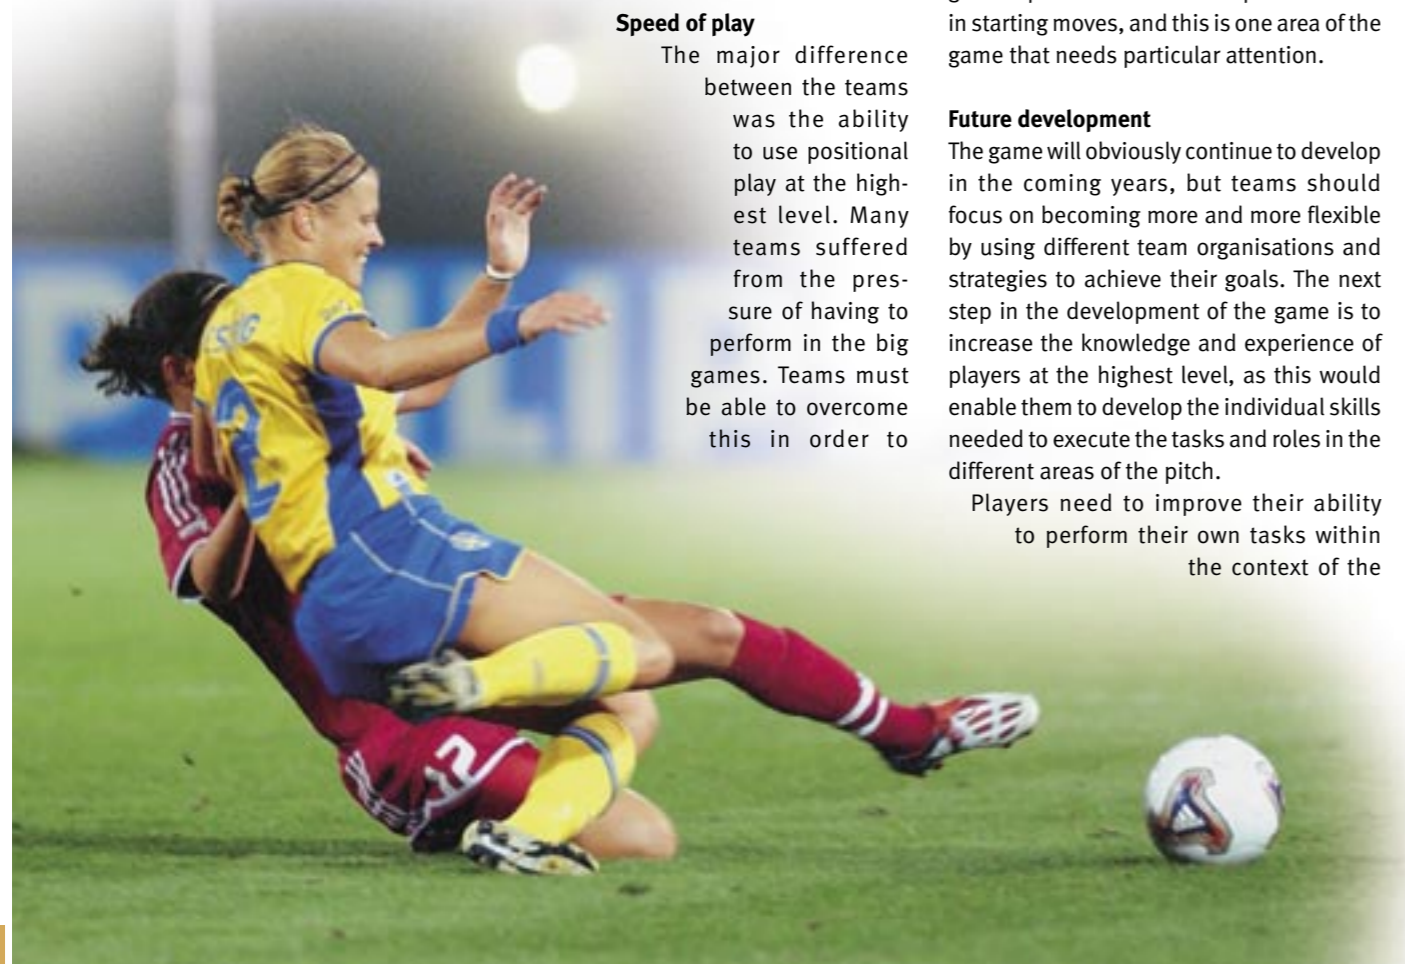 Speed of play
The major difference
between the teams
was the ability
to use positional
play at the high-
est level. Many
teams suffered
from the pres-
sure of having to
perform in the big
games. Teams must
be able to overcome
this in order to
in starting moves, and this is one area of the
game that needs particular attention.
Future development
The game will obviously continue to develop
in the coming years, but teams should
focus on becoming more and more flexible
by using different team organisations and
strategies to achieve their goals. The next
step in the development of the game is to
increase the knowledge and experience of
players at the highest level, as this would
enable them to develop the individual skills
needed to execute the tasks and roles in the
different areas of the pitch.
Players need to improve their ability
to perform their own tasks within
the context of the
2
12